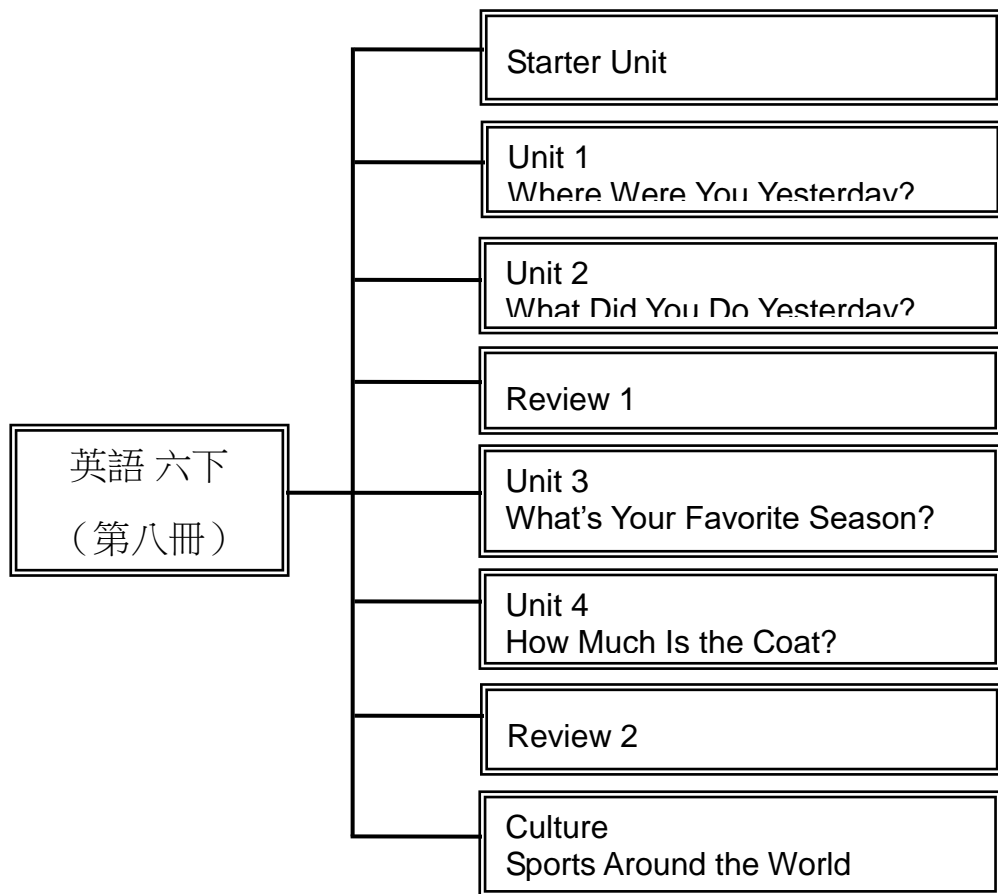 Starter Unit
Unit 1
Where Were You Yesterday?
Unit 2
What Did You Do Yesterday?
Review 1
英語 六下
（第八冊）
Unit 3
What’s Your Favorite Season?
Unit 4
How Much Is the Coat?
Review 2
Culture
Sports Around the World